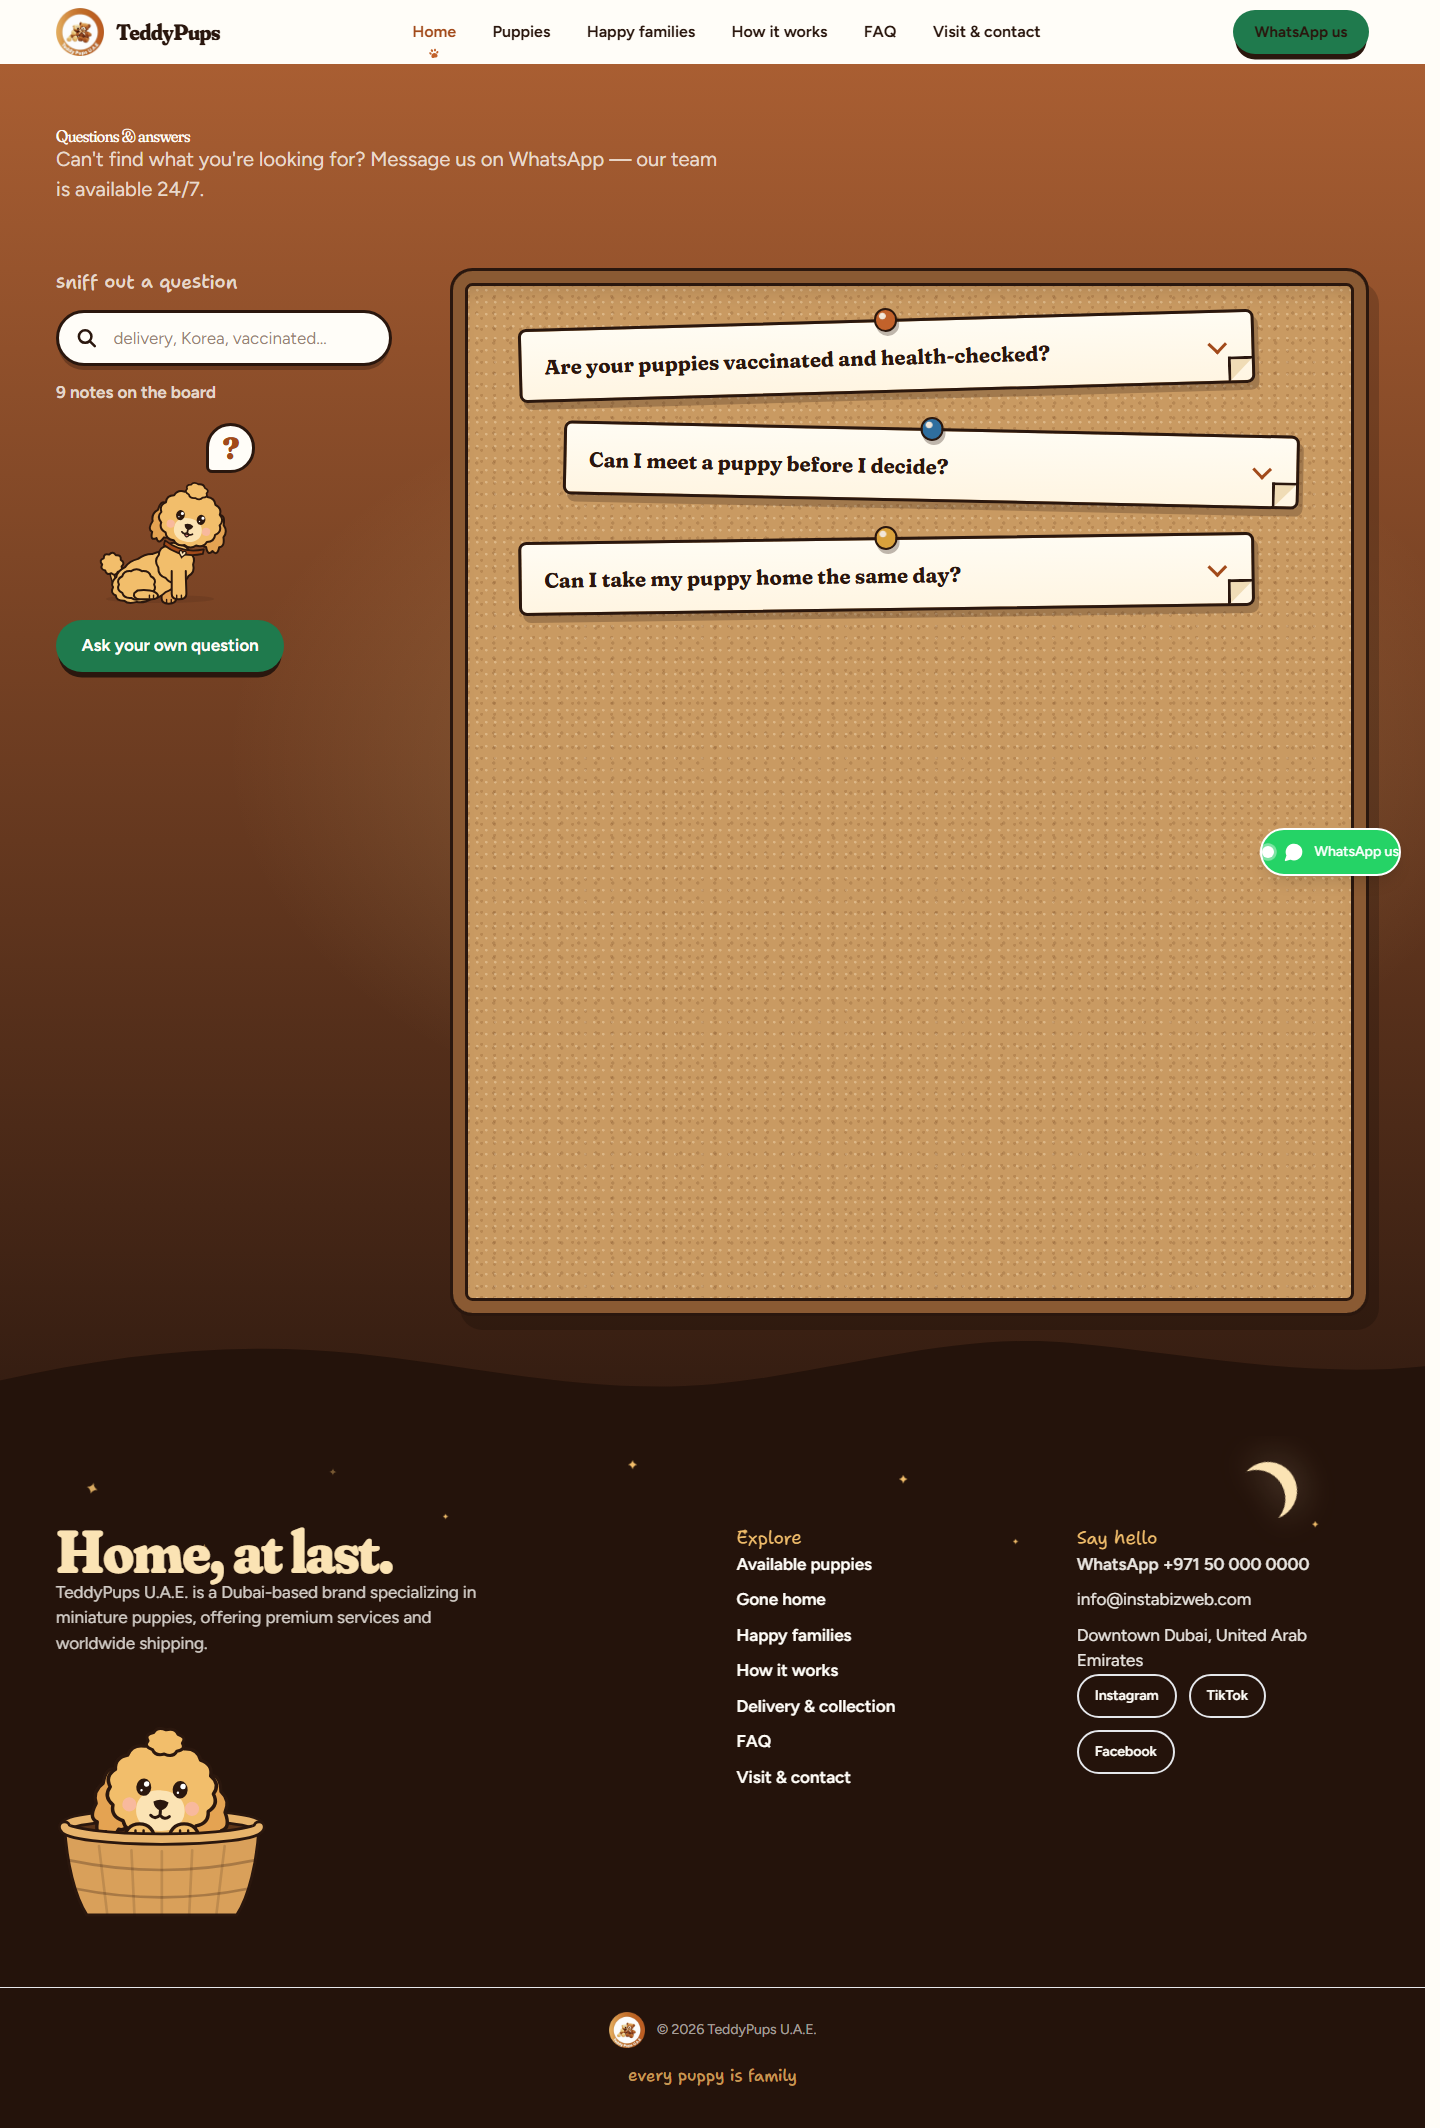 TeddyPups
Home
Puppies
Happy families
How it works
FAQ
Visit & contact
WhatsApp us
Questions & answers
Can't find what you're looking for? Message us on WhatsApp — our team
is available 24/7.
sniff out a question
delivery, Korea, vaccinated...
9 notes on the board
?
Ask your own question
Are your puppies vaccinated and health-checked?
Can I meet a puppy before I decide?
Can I take my puppy home the same day?
WhatsApp us
Home, at last.
TeddyPups U.A.E. is a Dubai-based brand specializing in
miniature puppies, offering premium services and
worldwide shipping.
Explore
Available puppies
Gone home
Happy families
How it works
Delivery & collection
FAQ
Visit & contact
Say hello
WhatsApp +971 50 000 0000
info@instabizweb.com
Downtown Dubai, United Arab
Emirates
Instagram
TikTok
Facebook
© 2026 TeddyPups U.A.E.
every puppy is family